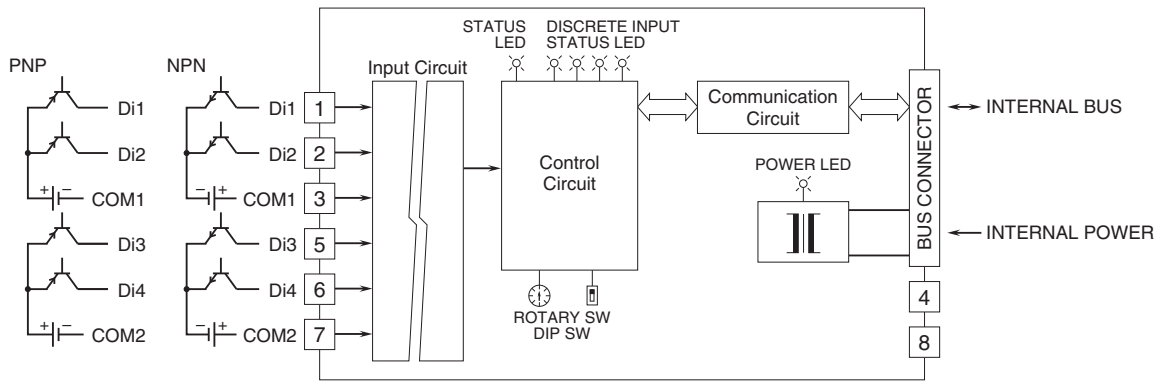 STATUS LED
DISCRETE INPUT STATUS LED
PNP
NPN
Input Circuit
Di1
Di1
1
Di2
Di2
2
+ −
COM1
− +
COM1
3
Di3
Di3
5
Di4
Di4
6
+ −
COM2
− +
COM2
7
Control
Circuit
Communication
Circuit
POWER LED
ROTARY SW
DIP SW
BUS CONNECTOR
INTERNAL BUS
INTERNAL POWER
4
8